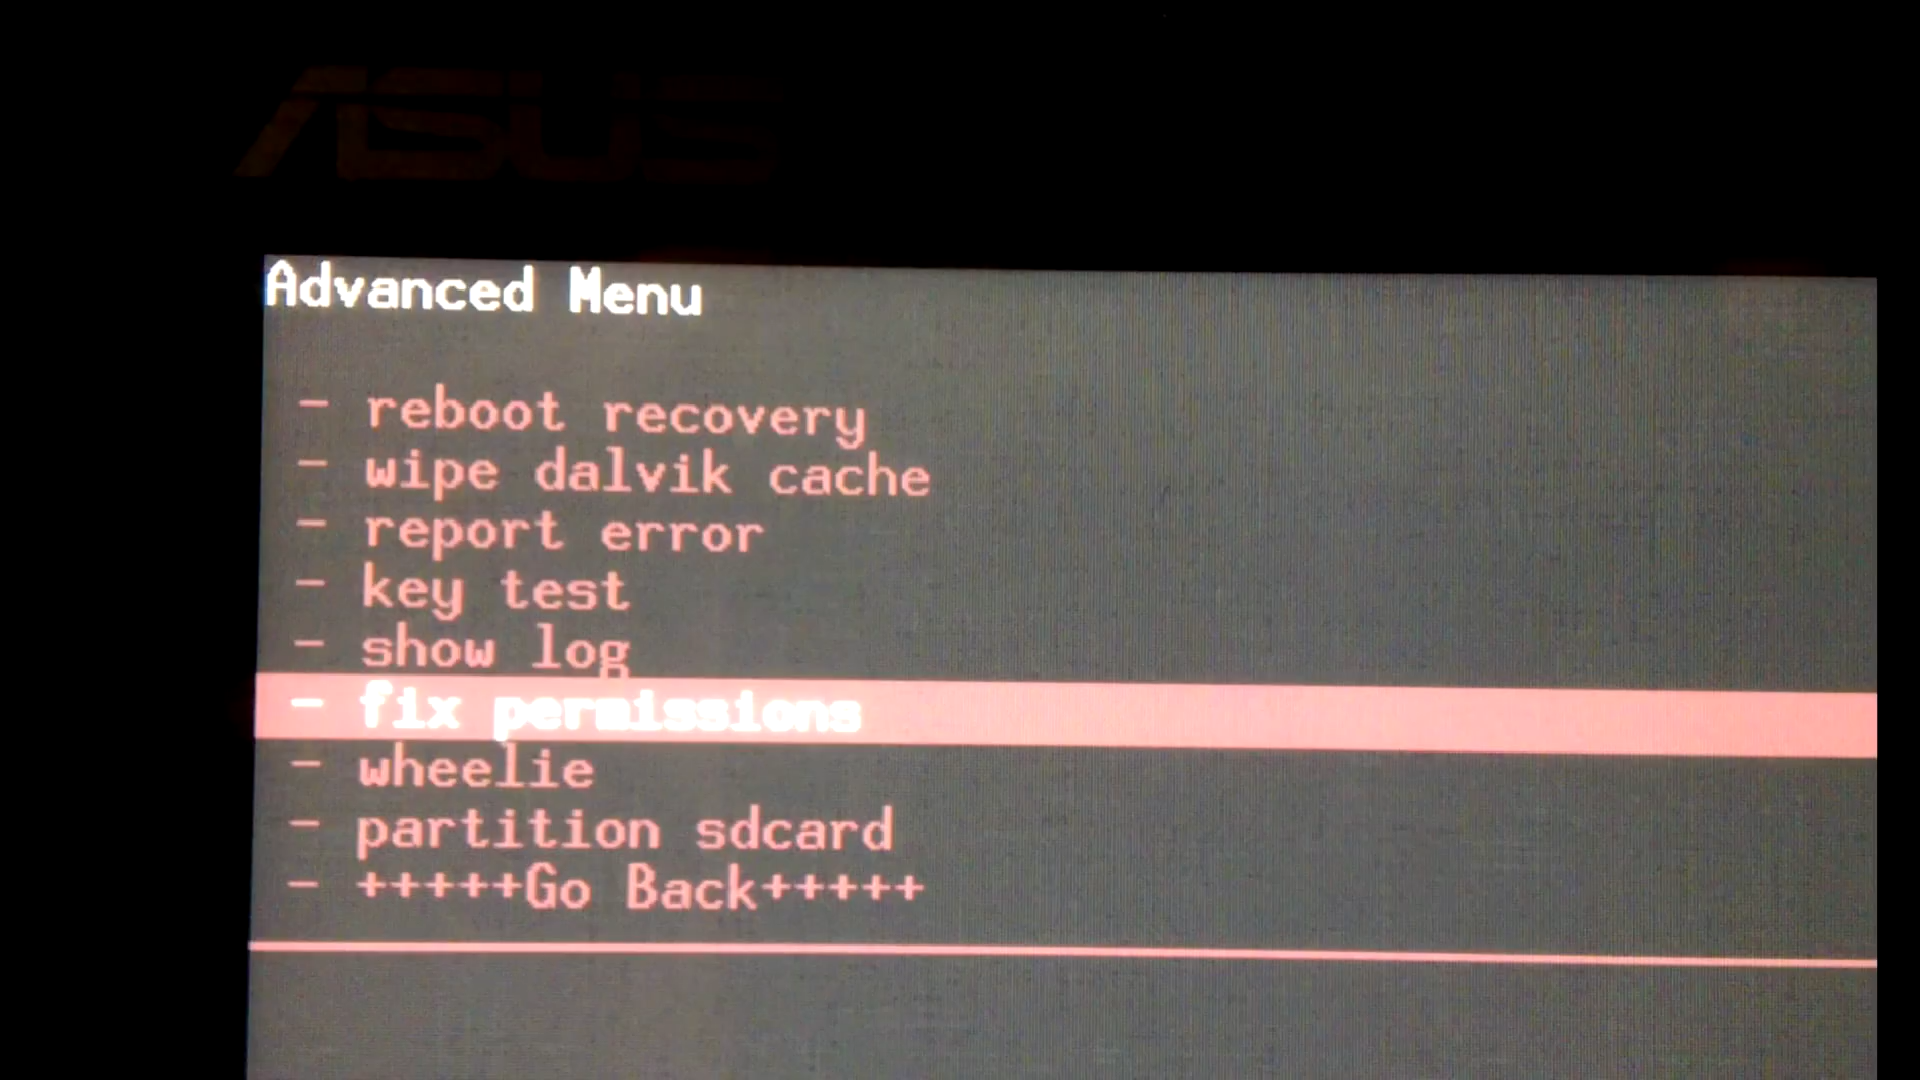 ASUS
Advanced Menu
- reboot recovery
- wipe dalvik cache
- report error
- key test
- show log
- fix permissions
- wheelie
- partition sdcard
- +++++Go Back+++++